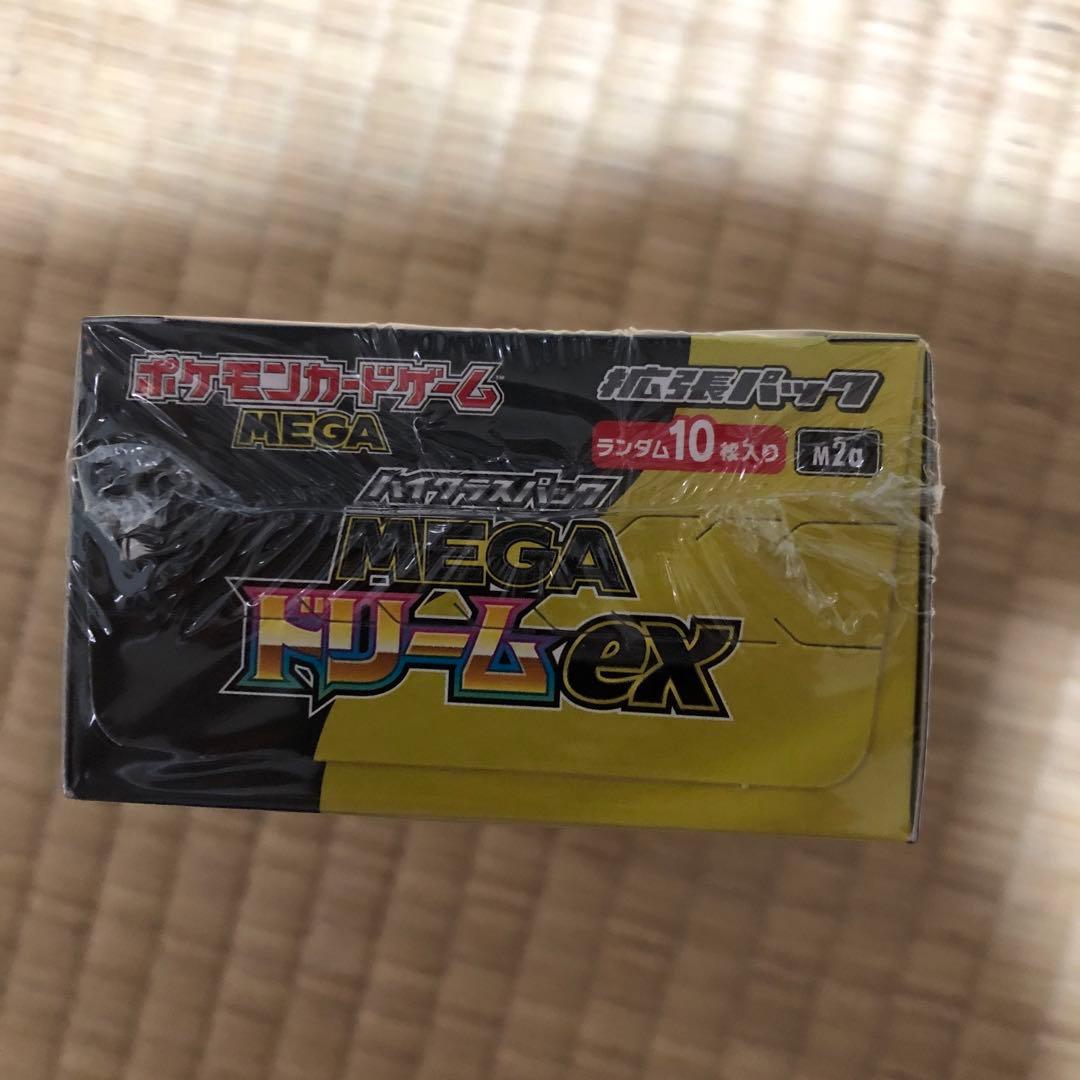 ポケモンカードゲーム™
MEGA
拡張パック
ランダム10枚入り
M2a
ハイクラスパック
MEGA
ドリームex